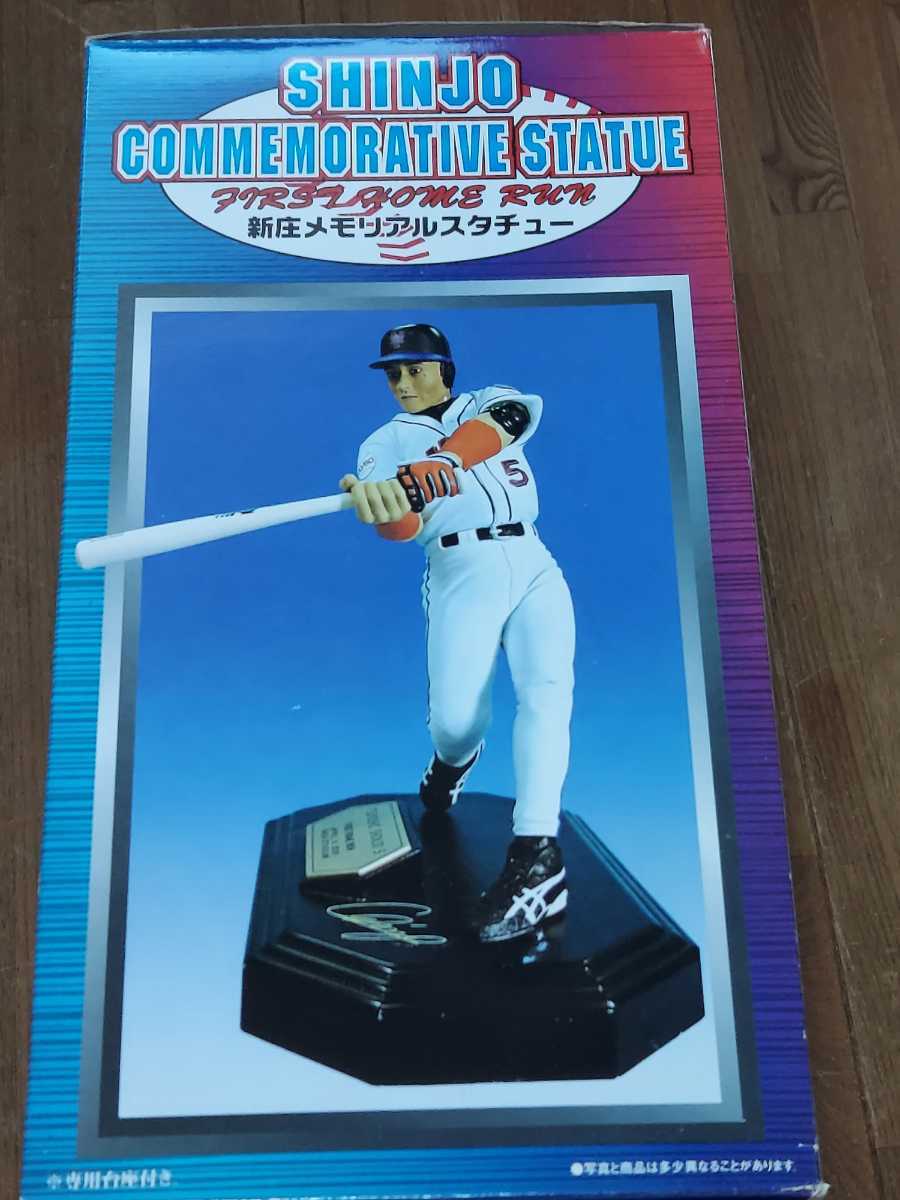 SHINJO
COMMEMORATIVE STATUE
FIRST HOME RUN
新庄メモリアルスタチュー
5
※専用台座付き
●写真と商品は多少異なることがあります。